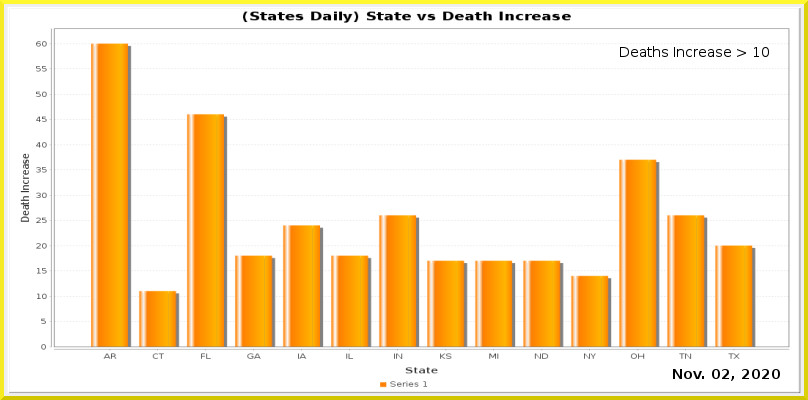 (States Daily) State vs Death Increase
Deaths Increase > 10
Death Increase
60
55
50
45
40
35
30
25
20
15
10
5
0
AR CT FL GA IA IL IN KS MI ND NY OH TN TX
State
Series 1
Nov. 02, 2020